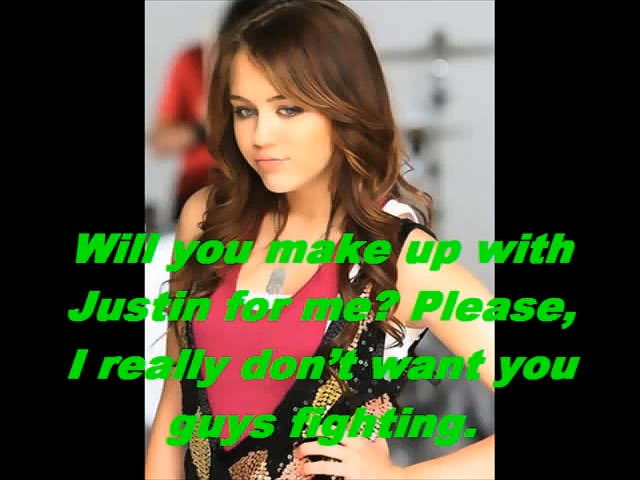 Will you make up with
Justin for me? Please,
I really don't want you
guys fighting.